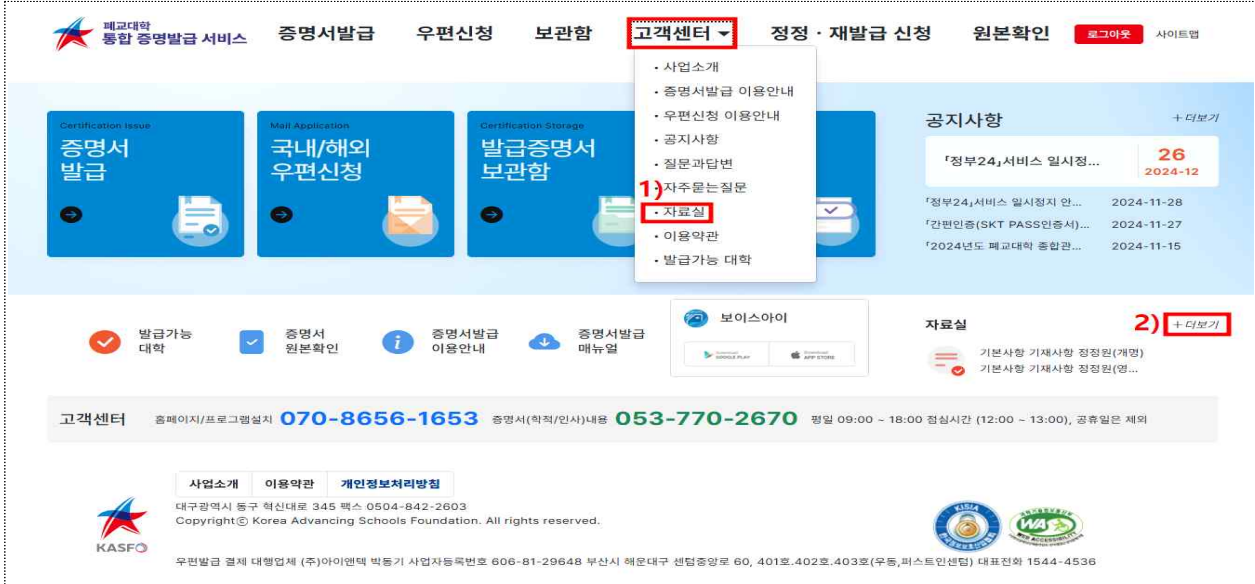 폐교대학
통합 증명발급 서비스
증명서발급
우편신청
보관함
고객센터
정정 · 재발급 신청
원본확인
로그아웃
사이트맵
• 사업소개
• 증명서발급 이용안내
• 우편신청 이용안내
• 공지사항
• 질문과답변
1) 자주묻는질문
• 자료실
• 이용약관
• 발급가능 대학
Certification Issue
증명서
발급
Mail Application
국내/해외
우편신청
Certification Storage
발급증명서
보관함
공지사항
+ 더보기
「정부24」서비스 일시정...
26
2024-12
「정부24」서비스 일시정지 안... 2024-11-28
「간편인증(SKT PASS인증서)... 2024-11-27
「2024년도 폐교대학 종합관... 2024-11-15
발급가능
대학
증명서
원본확인
증명서발급
이용안내
증명서발급
매뉴얼
보이스아이
Download
GOOGLE PLAY
Download
APP STORE
자료실
2) + 더보기
기본사항 기재사항 정정원(개명)
기본사항 기재사항 정정원(영...
고객센터 홈페이지/프로그램설치 070-8656-1653 증명서(학적/인사)내용 053-770-2670 평일 09:00 ~ 18:00 점심시간 (12:00 ~ 13:00), 공휴일은 제외
사업소개
이용약관
개인정보처리방침
대구광역시 동구 혁신대로 345 팩스 0504-842-2603
Copyrightⓒ Korea Advancing Schools Foundation. All rights reserved.
KASFO
우편발급 결제 대행업체 (주)아이앤텍 박동기 사업자등록번호 606-81-29648 부산시 해운대구 센텀중앙로 60, 401호.402호.403호(우동,퍼스트인센텀) 대표전화 1544-4536
KISIA
WA
WEB ACCESSIBILITY